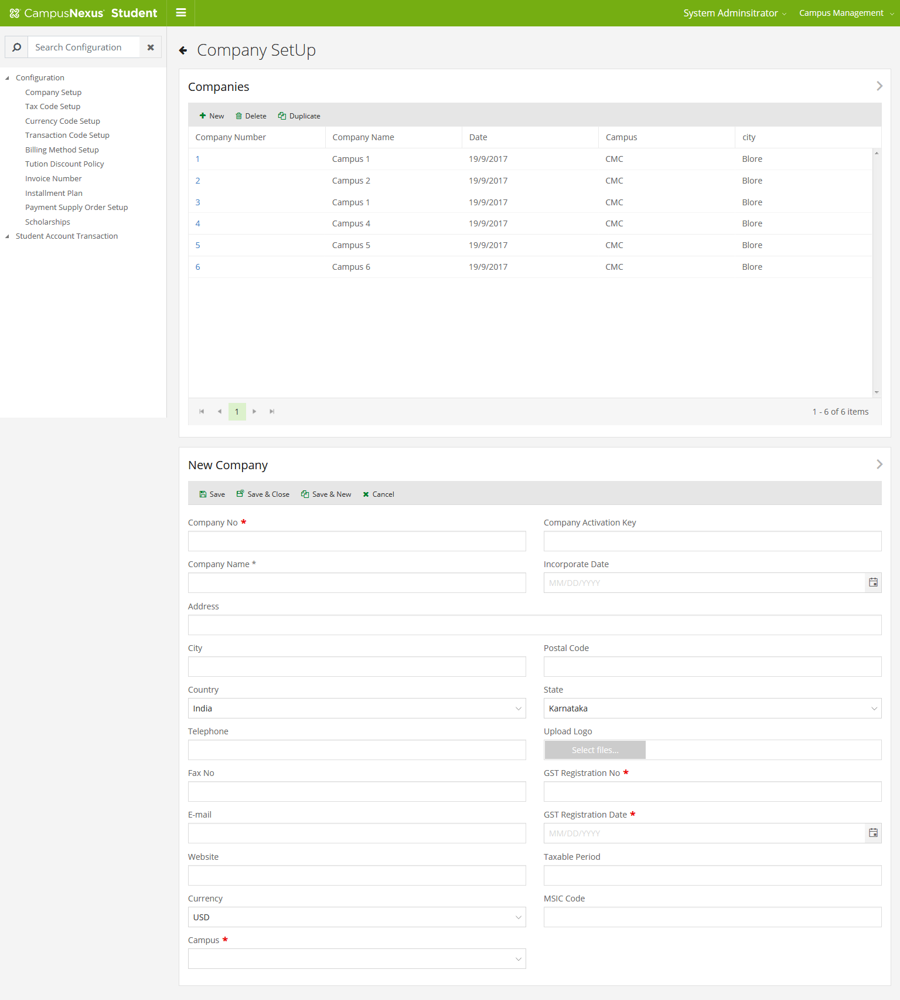 CampusNexus Student
System Adminsitrator
Campus Management
Search Configuration
Configuration
Company Setup
Tax Code Setup
Currency Code Setup
Transaction Code Setup
Billing Method Setup
Tution Discount Policy
Invoice Number
Installment Plan
Payment Supply Order Setup
Scholarships
Student Account Transaction
Company SetUp
Companies
New Delete Duplicate
Company Number Company Name Date Campus city
1 Campus 1 19/9/2017 CMC Blore
2 Campus 2 19/9/2017 CMC Blore
3 Campus 1 19/9/2017 CMC Blore
4 Campus 4 19/9/2017 CMC Blore
5 Campus 5 19/9/2017 CMC Blore
6 Campus 6 19/9/2017 CMC Blore
1 1 - 6 of 6 items
New Company
Save Save & Close Save & New Cancel
Company No * Company Activation Key
Company Name * Incorporate Date
MM/DD/YYYY
Address
City Postal Code
Country State
India Karnataka
Telephone Upload Logo
Select files...
Fax No GST Registration No *
E-mail GST Registration Date *
MM/DD/YYYY
Website Taxable Period
Currency MSIC Code
USD
Campus *